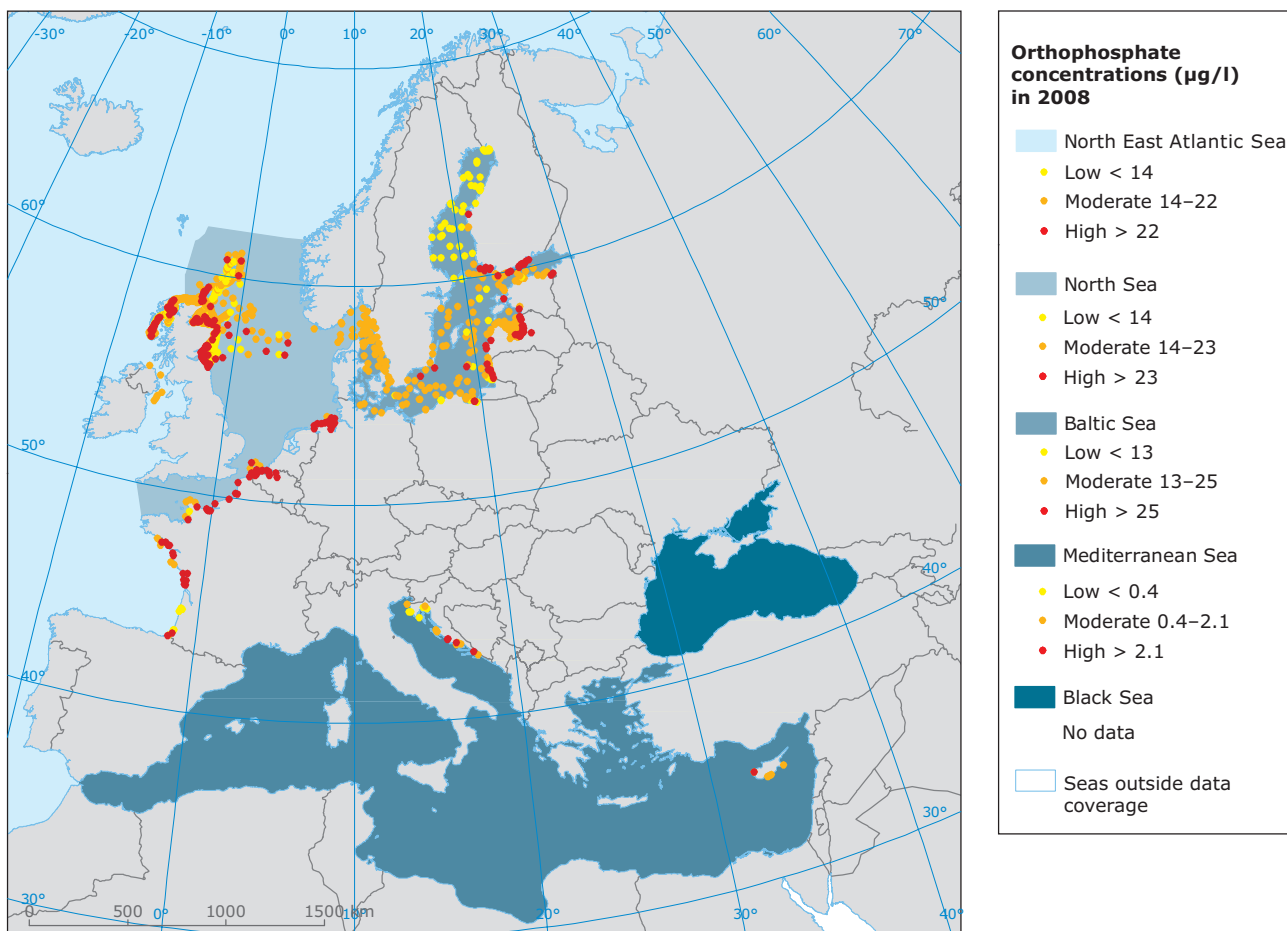 -30°
-20°
-10°
0°
10°
20°
30°
40°
50°
60°
70°
60°
50°
50°
40°
40°
30°
30°
0
500
1000
1500 km
0°
10°
20°
30°
40°
Orthophosphate
concentrations (µg/l)
in 2008
North East Atlantic Sea
Low < 14
Moderate 14–22
High > 22
North Sea
Low < 14
Moderate 14–23
High > 23
Baltic Sea
Low < 13
Moderate 13–25
High > 25
Mediterranean Sea
Low < 0.4
Moderate 0.4–2.1
High > 2.1
Black Sea
No data
Seas outside data
coverage